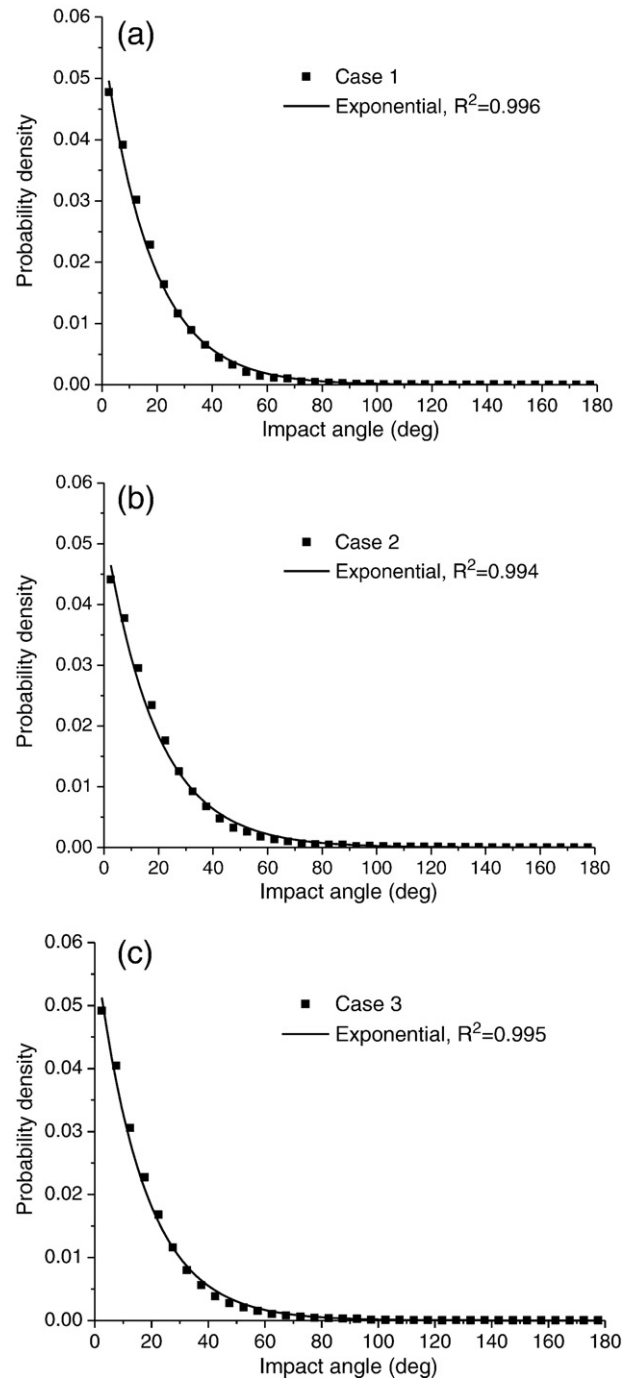 (a)
Case 1
Exponential, R²=0.996
Probability density
0.06
0.05
0.04
0.03
0.02
0.01
0.00
0 20 40 60 80 100 120 140 160 180
Impact angle (deg)
(b)
Case 2
Exponential, R²=0.994
Probability density
0.06
0.05
0.04
0.03
0.02
0.01
0.00
0 20 40 60 80 100 120 140 160 180
Impact angle (deg)
(c)
Case 3
Exponential, R²=0.995
Probability density
0.06
0.05
0.04
0.03
0.02
0.01
0.00
0 20 40 60 80 100 120 140 160 180
Impact angle (deg)